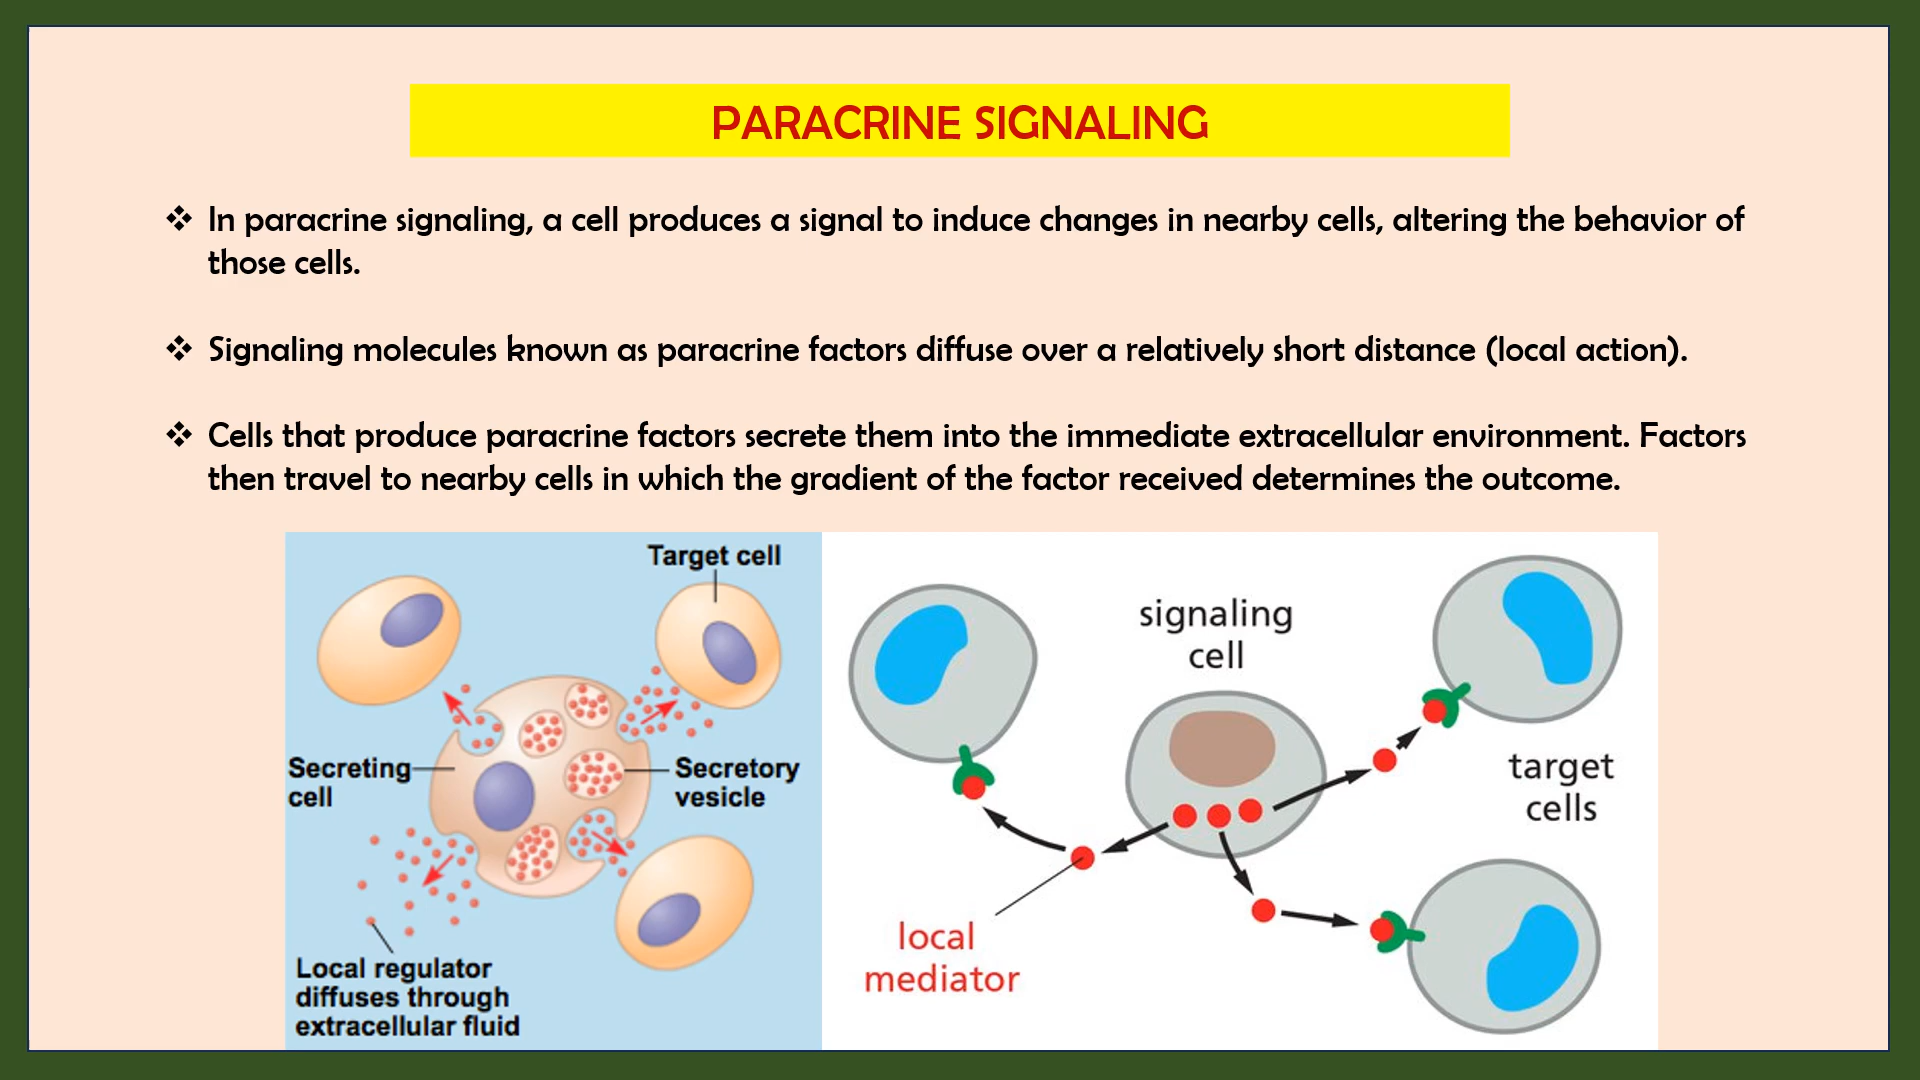 PARACRINE SIGNALING
❖ In paracrine signaling, a cell produces a signal to induce changes in nearby cells, altering the behavior of
those cells.
❖ Signaling molecules known as paracrine factors diffuse over a relatively short distance (local action).
❖ Cells that produce paracrine factors secrete them into the immediate extracellular environment. Factors
then travel to nearby cells in which the gradient of the factor received determines the outcome.
Target cell
Secreting
cell
Secretory
vesicle
Local regulator
diffuses through
extracellular fluid
signaling
cell
target
cells
local
mediator